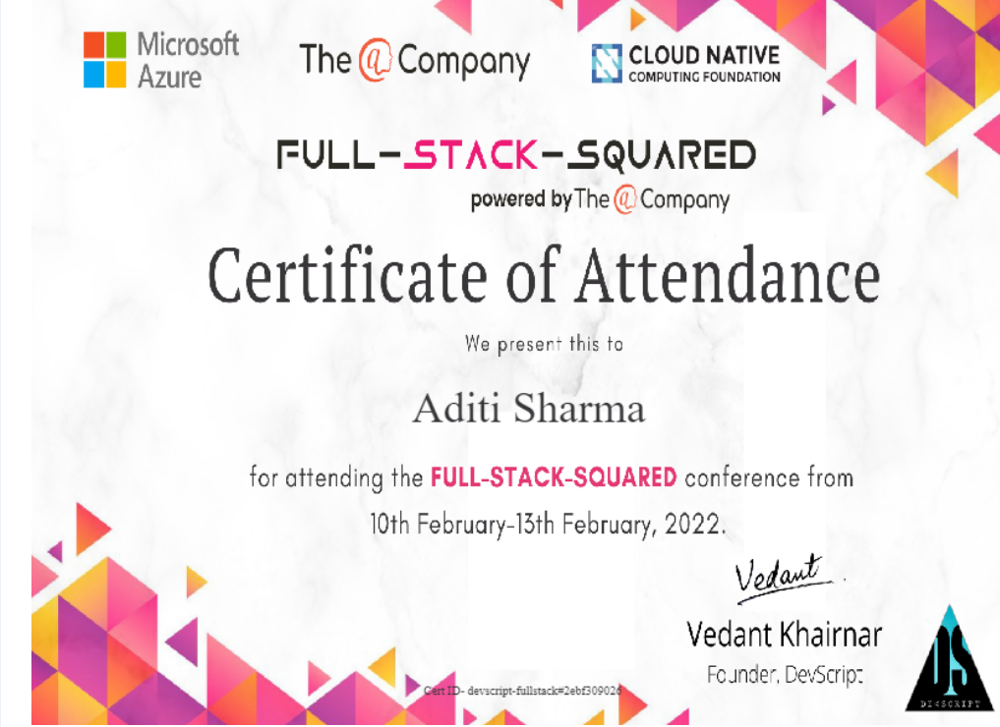 Microsoft
Azure
The @ Company
CLOUD NATIVE
COMPUTING FOUNDATION
FULL-STACK-SQUARED
powered by The @ Company
Certificate of Attendance
We present this to
Aditi Sharma
for attending the FULL-STACK-SQUARED conference from
10th February-13th February, 2022.
Vedant
Vedant Khairnar
Founder, DevScript
Cert ID- devscript-fullstack#2ebf309026
DS
DEVSCRIPT